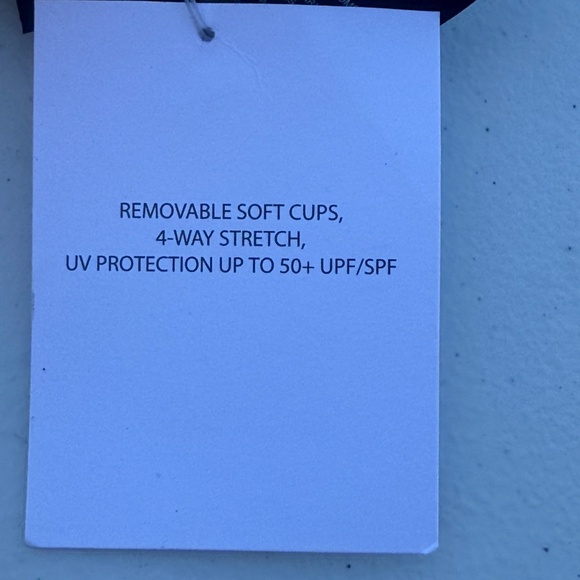 REMOVABLE SOFT CUPS,
4-WAY STRETCH,
UV PROTECTION UP TO 50+ UPF/SPF